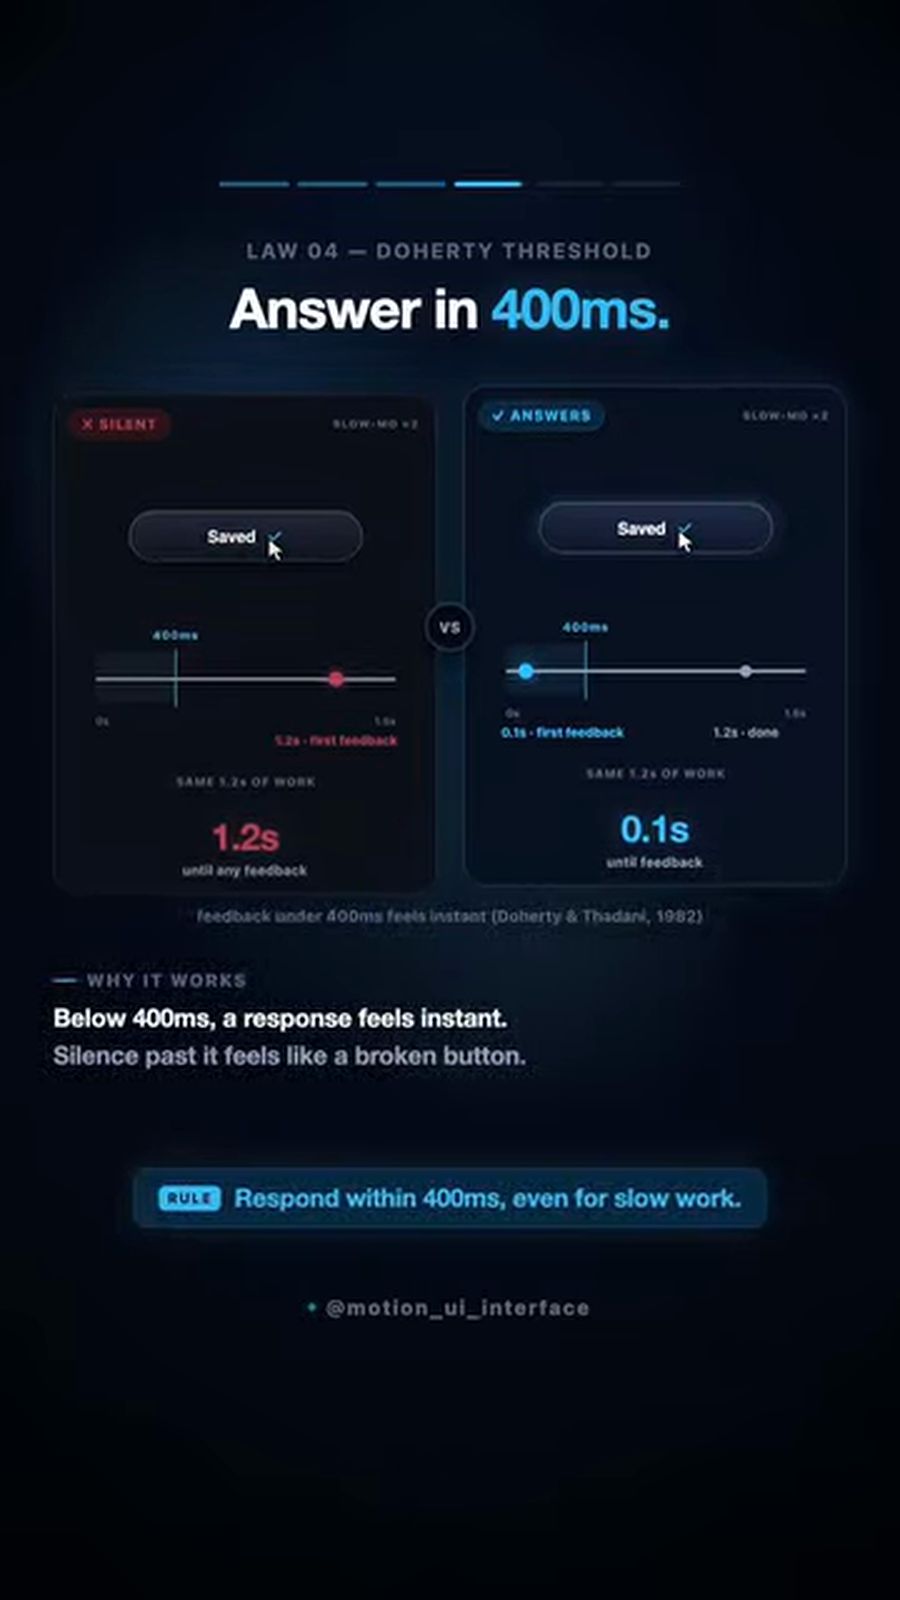 LAW 04 — DOHERTY THRESHOLD
Answer in 400ms.
✕ SILENT
SLOW-MO ×2
Saved ✓
400ms
0s
1.6s
1.2s · first feedback
SAME 1.2s OF WORK
1.2s
until any feedback
VS
✓ ANSWERS
SLOW-MO ×2
Saved ✓
400ms
0s
1.6s
0.1s · first feedback
1.2s · done
SAME 1.2s OF WORK
0.1s
until feedback
feedback under 400ms feels instant (Doherty & Thadani, 1982)
— WHY IT WORKS
Below 400ms, a response feels instant.
Silence past it feels like a broken button.
RULE Respond within 400ms, even for slow work.
@motion_ui_interface